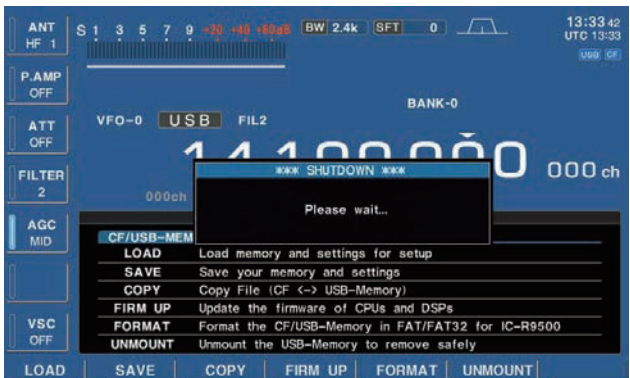 ANT
HF 1
S 1 3 5 7 9 +20 +40 +60dB
BW 2.4k SFT 0
13:33 42
UTC 13:33
USB CF
P.AMP
OFF
BANK-0
VFO-0 USB FIL2
ATT
OFF
000 ch
FILTER
2
000ch
*** SHUTDOWN ***
Please wait...
AGC
MID
CF/USB-MEM
LOAD Load memory and settings for setup
SAVE Save your memory and settings
COPY Copy File (CF <-> USB-Memory)
FIRM UP Update the firmware of CPUs and DSPs
FORMAT Format the CF/USB-Memory in FAT/FAT32 for IC-R9500
UNMOUNT Unmount the USB-Memory to remove safely
VSC
OFF
LOAD SAVE COPY FIRM UP FORMAT UNMOUNT